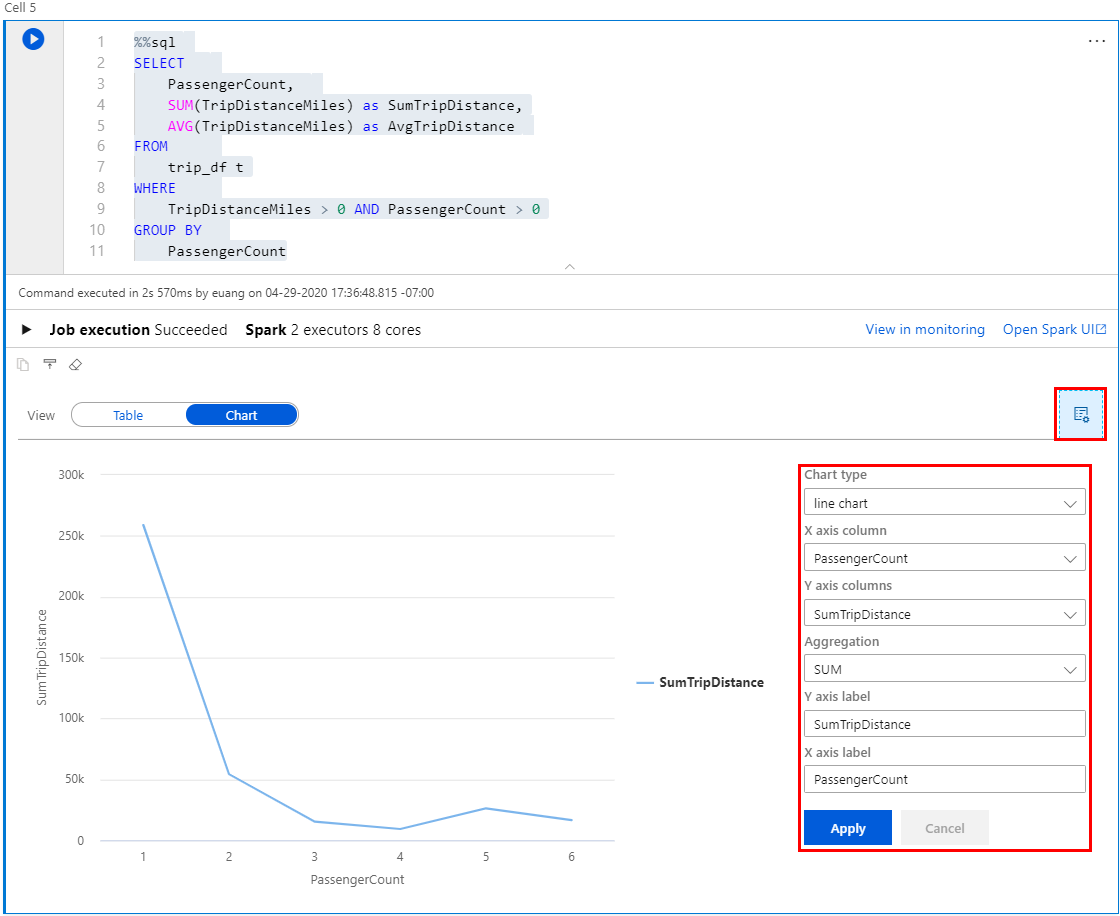 Cell 5
...
1 %%sql
2 SELECT
3 PassengerCount,
4 SUM(TripDistanceMiles) as SumTripDistance,
5 AVG(TripDistanceMiles) as AvgTripDistance
6 FROM
7 trip_df t
8 WHERE
9 TripDistanceMiles > 0 AND PassengerCount > 0
10 GROUP BY
11 PassengerCount
Command executed in 2s 570ms by euang on 04-29-2020 17:36:48.815 -07:00
Job execution Succeeded Spark 2 executors 8 cores View in monitoring Open Spark UI
View Table Chart
300k
250k
200k
150k
100k
50k
0
SumTripDistance
1 2 3 4 5 6
PassengerCount
SumTripDistance
Chart type
line chart
X axis column
PassengerCount
Y axis columns
SumTripDistance
Aggregation
SUM
Y axis label
SumTripDistance
X axis label
PassengerCount
Apply Cancel